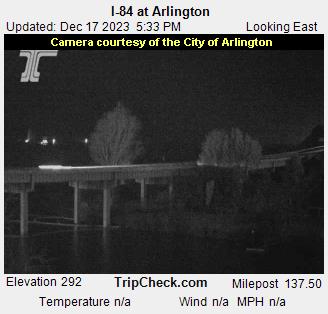 I-84 at Arlington
Updated: Dec 17 2023 5:33 PM Looking East
Camera courtesy of the City of Arlington
Elevation 292 TripCheck.com Milepost 137.50
Temperature n/a Wind n/a MPH n/a